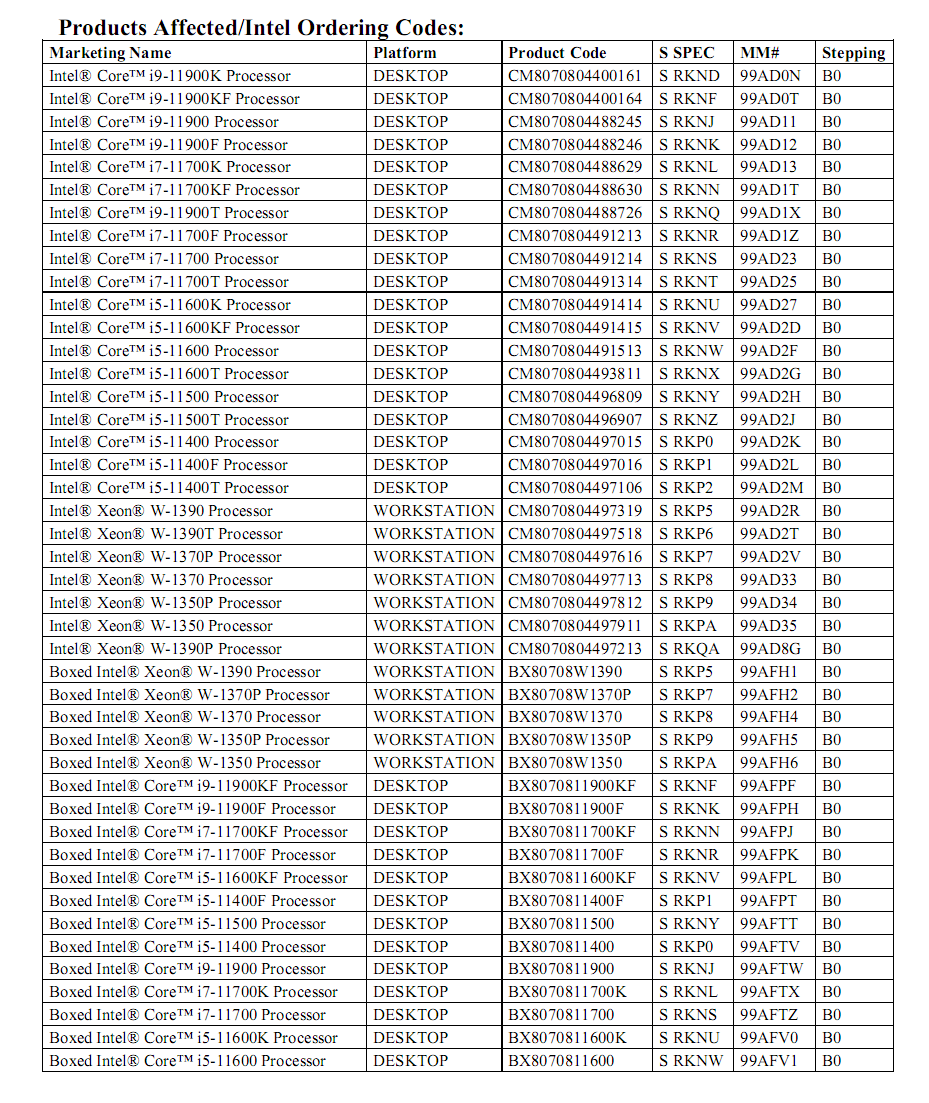 Products Affected/Intel Ordering Codes:
Marketing Name Platform Product Code S SPEC MM# Stepping
Intel® Core™ i9-11900K Processor DESKTOP CM8070804400161 S RKND 99AD0N B0
Intel® Core™ i9-11900KF Processor DESKTOP CM8070804400164 S RKNF 99AD0T B0
Intel® Core™ i9-11900 Processor DESKTOP CM8070804488245 S RKNJ 99AD11 B0
Intel® Core™ i9-11900F Processor DESKTOP CM8070804488246 S RKNK 99AD12 B0
Intel® Core™ i7-11700K Processor DESKTOP CM8070804488629 S RKNL 99AD13 B0
Intel® Core™ i7-11700KF Processor DESKTOP CM8070804488630 S RKNN 99AD1T B0
Intel® Core™ i9-11900T Processor DESKTOP CM8070804488726 S RKNQ 99AD1X B0
Intel® Core™ i7-11700F Processor DESKTOP CM8070804491213 S RKNR 99AD1Z B0
Intel® Core™ i7-11700 Processor DESKTOP CM8070804491214 S RKNS 99AD23 B0
Intel® Core™ i7-11700T Processor DESKTOP CM8070804491314 S RKNT 99AD25 B0
Intel® Core™ i5-11600K Processor DESKTOP CM8070804491414 S RKNU 99AD27 B0
Intel® Core™ i5-11600KF Processor DESKTOP CM8070804491415 S RKNV 99AD2D B0
Intel® Core™ i5-11600 Processor DESKTOP CM8070804491513 S RKNW 99AD2F B0
Intel® Core™ i5-11600T Processor DESKTOP CM8070804493811 S RKNX 99AD2G B0
Intel® Core™ i5-11500 Processor DESKTOP CM8070804496809 S RKNY 99AD2H B0
Intel® Core™ i5-11500T Processor DESKTOP CM8070804496907 S RKNZ 99AD2J B0
Intel® Core™ i5-11400 Processor DESKTOP CM8070804497015 S RKP0 99AD2K B0
Intel® Core™ i5-11400F Processor DESKTOP CM8070804497016 S RKP1 99AD2L B0
Intel® Core™ i5-11400T Processor DESKTOP CM8070804497106 S RKP2 99AD2M B0
Intel® Xeon® W-1390 Processor WORKSTATION CM8070804497319 S RKP5 99AD2R B0
Intel® Xeon® W-1390T Processor WORKSTATION CM8070804497518 S RKP6 99AD2T B0
Intel® Xeon® W-1370P Processor WORKSTATION CM8070804497616 S RKP7 99AD2V B0
Intel® Xeon® W-1370 Processor WORKSTATION CM8070804497713 S RKP8 99AD33 B0
Intel® Xeon® W-1350P Processor WORKSTATION CM8070804497812 S RKP9 99AD34 B0
Intel® Xeon® W-1350 Processor WORKSTATION CM8070804497911 S RKPA 99AD35 B0
Intel® Xeon® W-1390P Processor WORKSTATION CM8070804497213 S RKQA 99AD8G B0
Boxed Intel® Xeon® W-1390 Processor WORKSTATION BX80708W1390 S RKP5 99AFH1 B0
Boxed Intel® Xeon® W-1370P Processor WORKSTATION BX80708W1370P S RKP7 99AFH2 B0
Boxed Intel® Xeon® W-1370 Processor WORKSTATION BX80708W1370 S RKP8 99AFH4 B0
Boxed Intel® Xeon® W-1350P Processor WORKSTATION BX80708W1350P S RKP9 99AFH5 B0
Boxed Intel® Xeon® W-1350 Processor WORKSTATION BX80708W1350 S RKPA 99AFH6 B0
Boxed Intel® Core™ i9-11900KF Processor DESKTOP BX8070811900KF S RKNF 99AFPF B0
Boxed Intel® Core™ i9-11900F Processor DESKTOP BX8070811900F S RKNK 99AFPH B0
Boxed Intel® Core™ i7-11700KF Processor DESKTOP BX8070811700KF S RKNN 99AFPJ B0
Boxed Intel® Core™ i7-11700F Processor DESKTOP BX8070811700F S RKNR 99AFPK B0
Boxed Intel® Core™ i5-11600KF Processor DESKTOP BX8070811600KF S RKNV 99AFPL B0
Boxed Intel® Core™ i5-11400F Processor DESKTOP BX8070811400F S RKP1 99AFPT B0
Boxed Intel® Core™ i5-11500 Processor DESKTOP BX8070811500 S RKNY 99AFTT B0
Boxed Intel® Core™ i5-11400 Processor DESKTOP BX8070811400 S RKP0 99AFTV B0
Boxed Intel® Core™ i9-11900 Processor DESKTOP BX8070811900 S RKNJ 99AFTW B0
Boxed Intel® Core™ i7-11700K Processor DESKTOP BX8070811700K S RKNL 99AFTX B0
Boxed Intel® Core™ i7-11700 Processor DESKTOP BX8070811700 S RKNS 99AFTZ B0
Boxed Intel® Core™ i5-11600K Processor DESKTOP BX8070811600K S RKNU 99AFV0 B0
Boxed Intel® Core™ i5-11600 Processor DESKTOP BX8070811600 S RKNW 99AFV1 B0